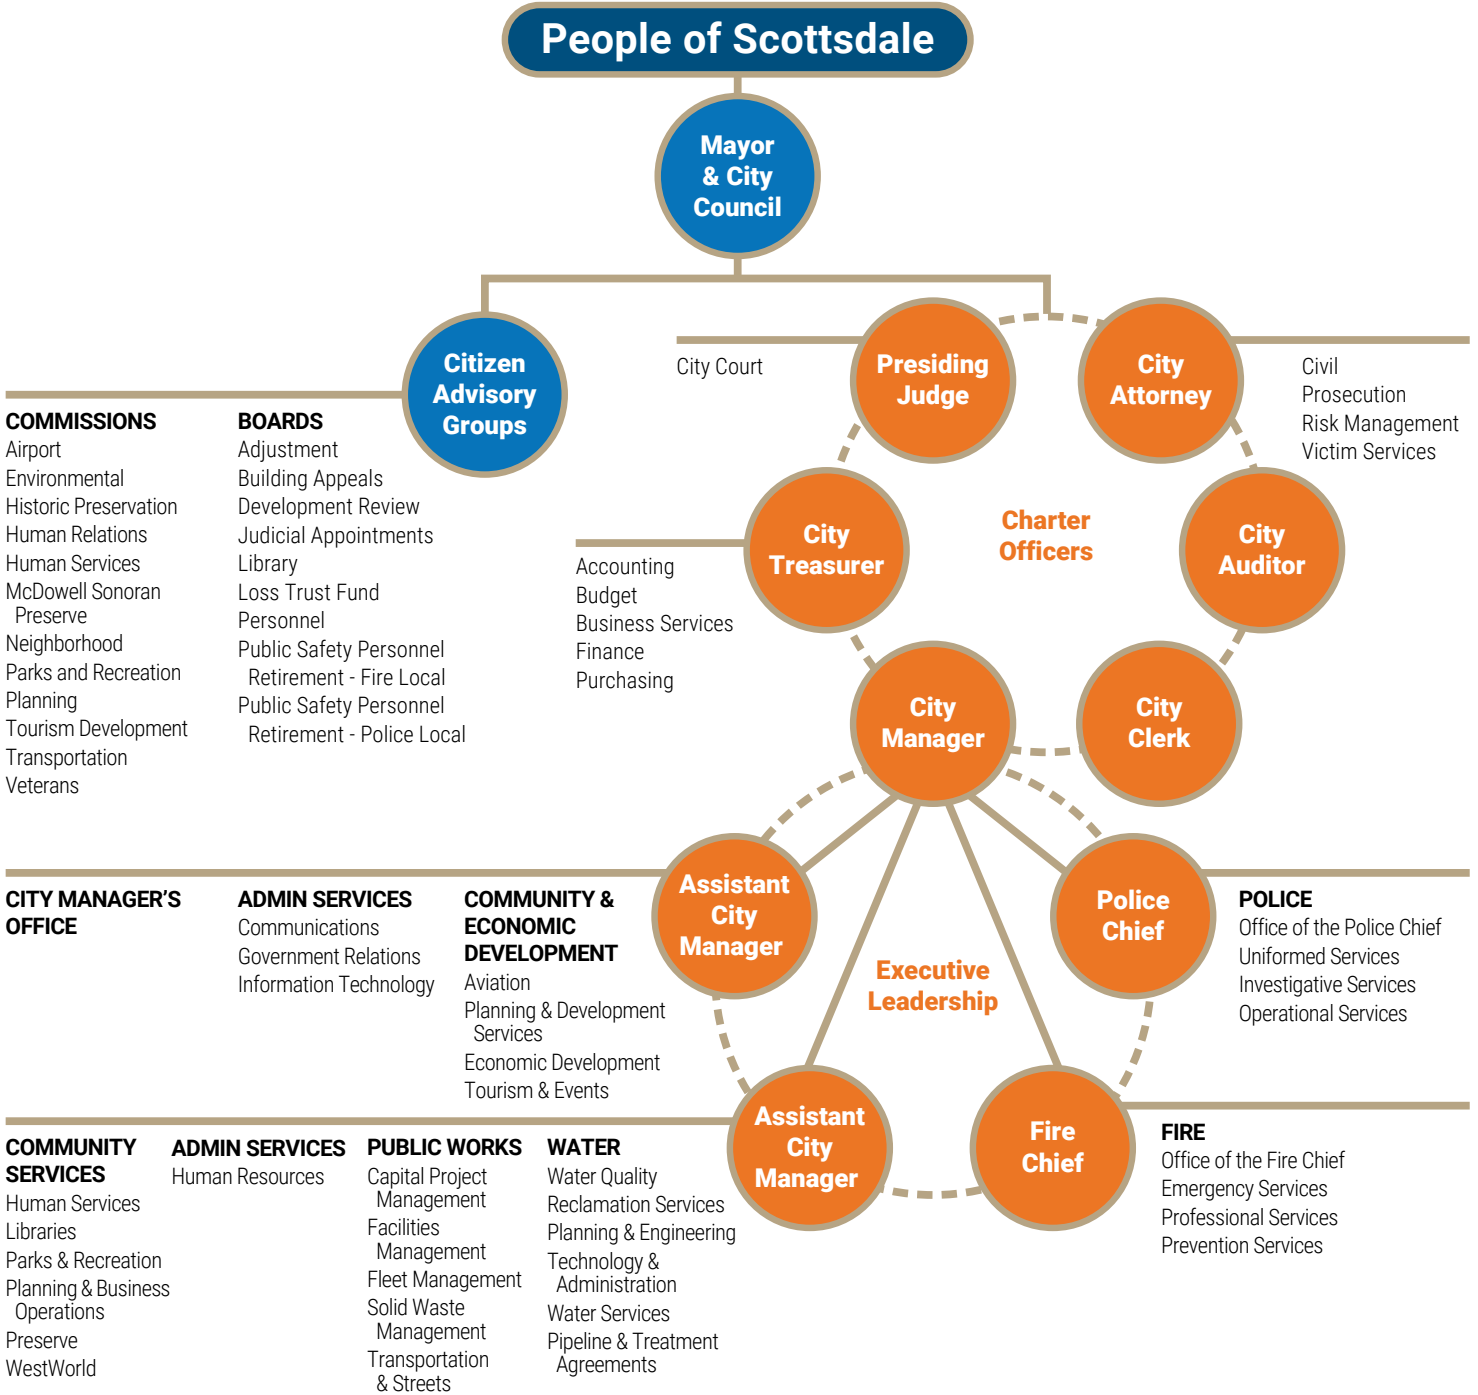 People of Scottsdale
Mayor
& City
Council
Citizen
Advisory
Groups
COMMISSIONS
Airport
Environmental
Historic Preservation
Human Relations
Human Services
McDowell Sonoran
Preserve
Neighborhood
Parks and Recreation
Planning
Tourism Development
Transportation
Veterans
BOARDS
Adjustment
Building Appeals
Development Review
Judicial Appointments
Library
Loss Trust Fund
Personnel
Public Safety Personnel
Retirement - Fire Local
Public Safety Personnel
Retirement - Police Local
Charter
Officers
Presiding
Judge
City Court
City
Attorney
Civil
Prosecution
Risk Management
Victim Services
City
Treasurer
Accounting
Budget
Business Services
Finance
Purchasing
City
Auditor
City
Manager
City
Clerk
Executive
Leadership
Assistant
City
Manager
CITY MANAGER'S
OFFICE
ADMIN SERVICES
Communications
Government Relations
Information Technology
COMMUNITY &
ECONOMIC
DEVELOPMENT
Aviation
Planning & Development
Services
Economic Development
Tourism & Events
Police
Chief
POLICE
Office of the Police Chief
Uniformed Services
Investigative Services
Operational Services
Assistant
City
Manager
COMMUNITY
SERVICES
Human Services
Libraries
Parks & Recreation
Planning & Business
Operations
Preserve
WestWorld
ADMIN SERVICES
Human Resources
PUBLIC WORKS
Capital Project
Management
Facilities
Management
Fleet Management
Solid Waste
Management
Transportation
& Streets
WATER
Water Quality
Reclamation Services
Planning & Engineering
Technology &
Administration
Water Services
Pipeline & Treatment
Agreements
Fire
Chief
FIRE
Office of the Fire Chief
Emergency Services
Professional Services
Prevention Services